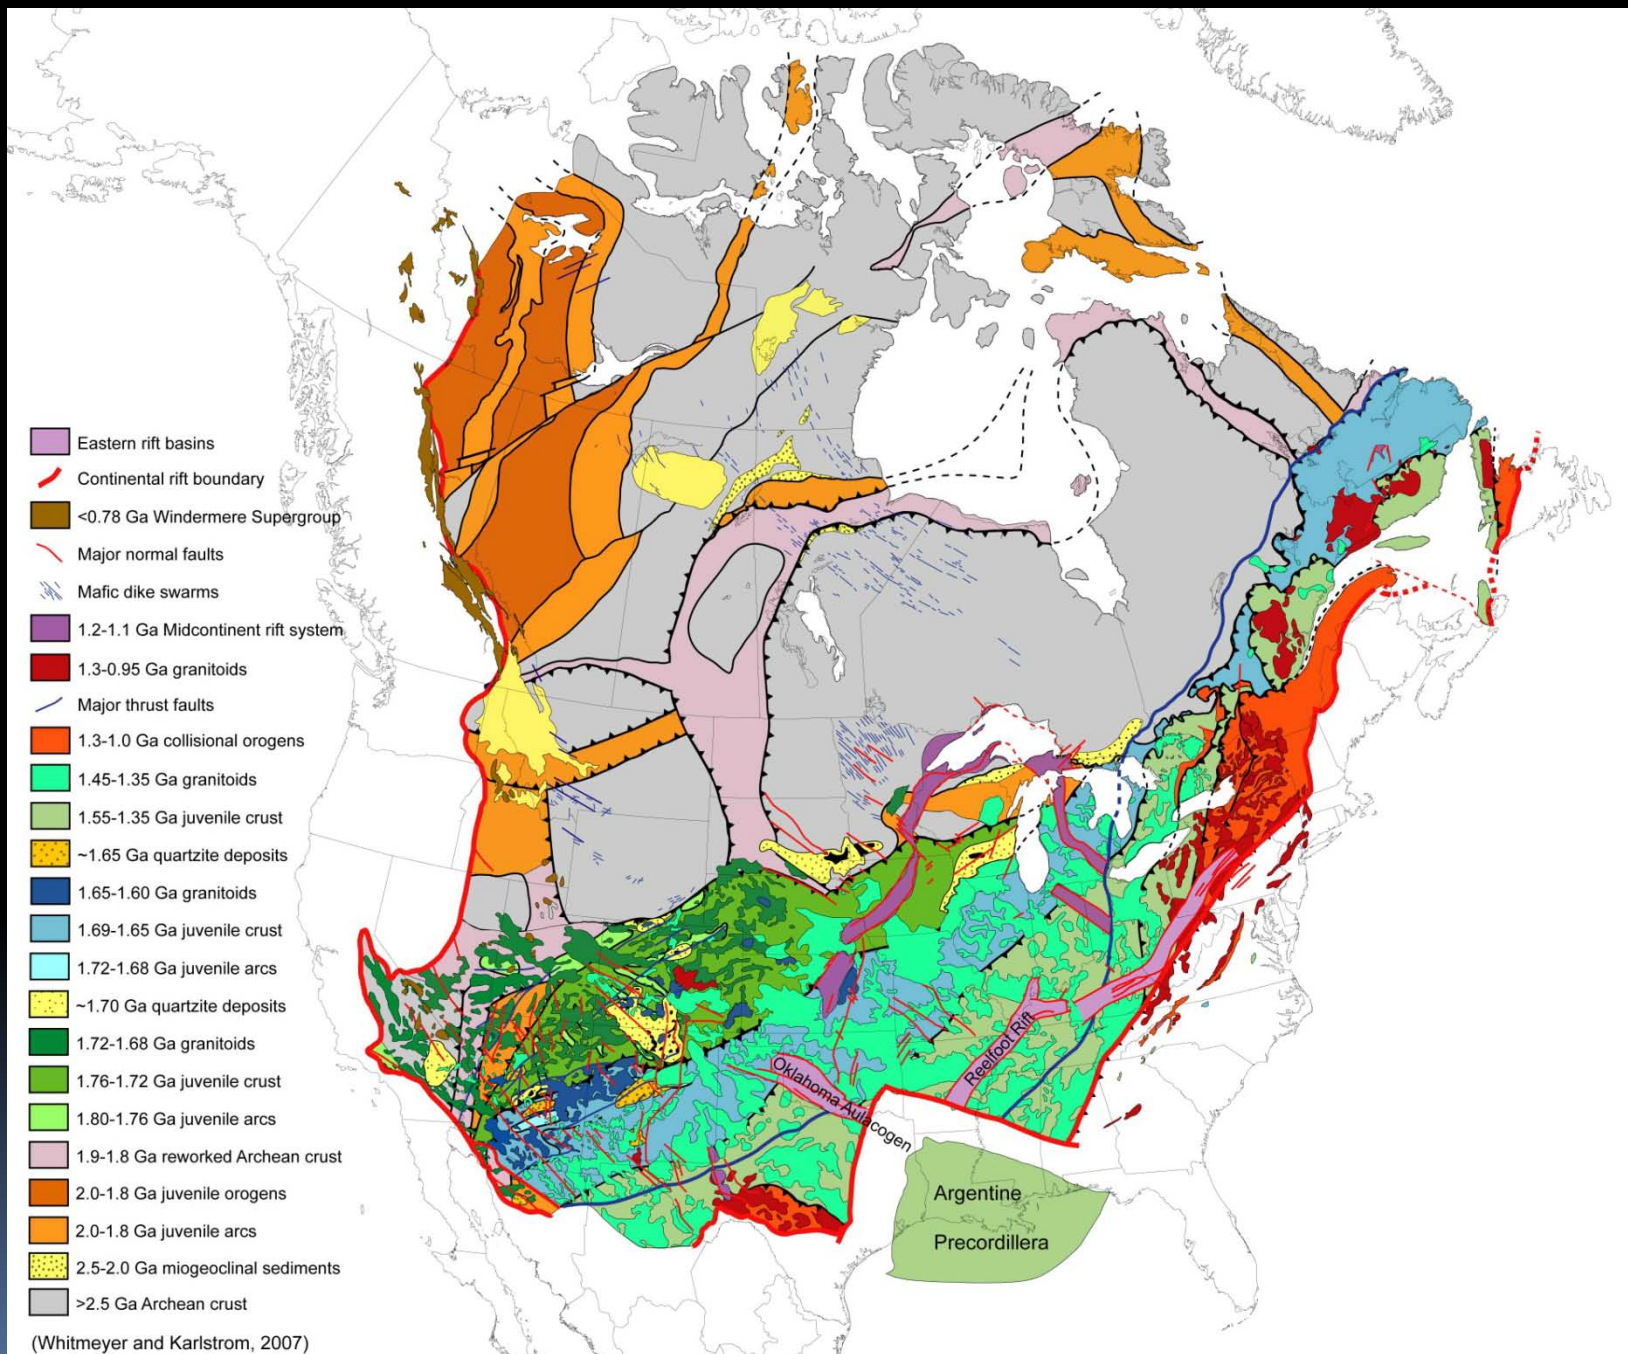 Eastern rift basins
Continental rift boundary
<0.78 Ga Windermere Supergroup
Major normal faults
Mafic dike swarms
1.2-1.1 Ga Midcontinent rift system
1.3-0.95 Ga granitoids
Major thrust faults
1.3-1.0 Ga collisional orogens
1.45-1.35 Ga granitoids
1.55-1.35 Ga juvenile crust
~1.65 Ga quartzite deposits
1.65-1.60 Ga granitoids
1.69-1.65 Ga juvenile crust
1.72-1.68 Ga juvenile arcs
~1.70 Ga quartzite deposits
1.72-1.68 Ga granitoids
1.76-1.72 Ga juvenile crust
1.80-1.76 Ga juvenile arcs
1.9-1.8 Ga reworked Archean crust
2.0-1.8 Ga juvenile orogens
2.0-1.8 Ga juvenile arcs
2.5-2.0 Ga miogeoclinal sediments
>2.5 Ga Archean crust
(Whitmeyer and Karlstrom, 2007)
Reelfoot Rift
Oklahoma Aulacogen
Argentine
Precordillera